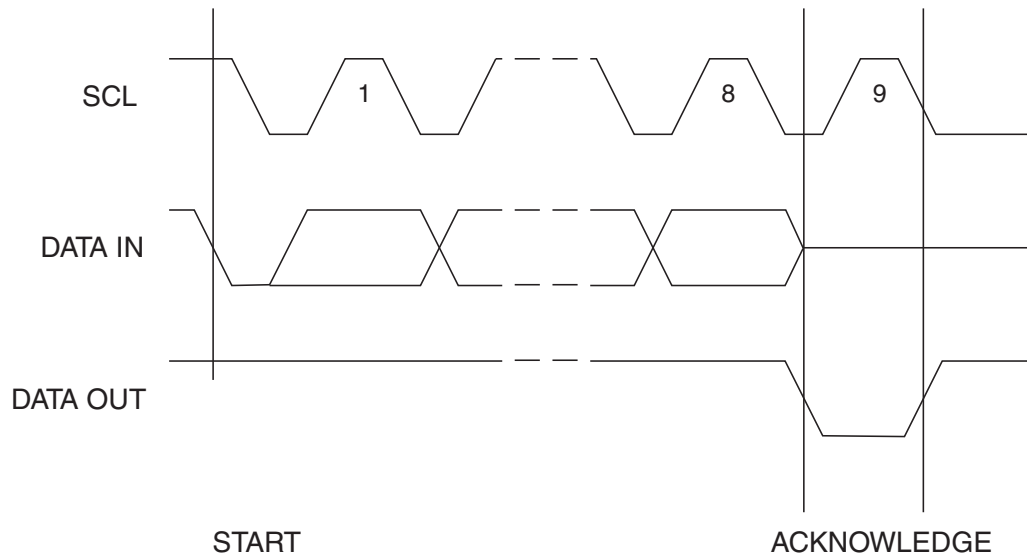 SCL
1
8
9
DATA IN
DATA OUT
START
ACKNOWLEDGE